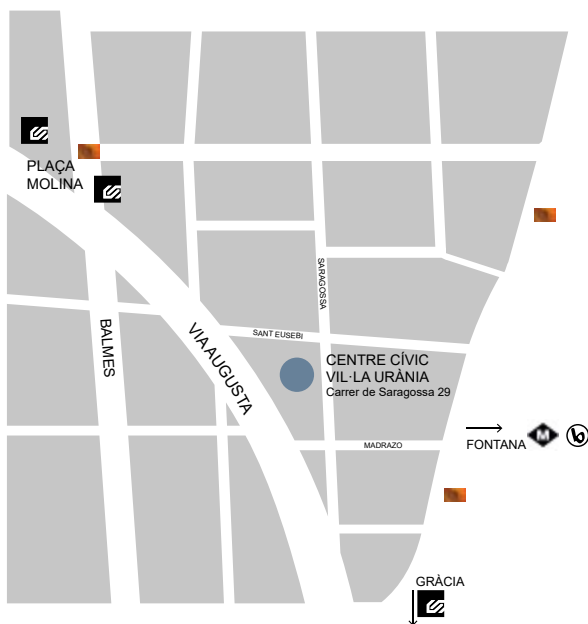 PLAÇA
MOLINA
SARAGOSSA
BALMES
VIA AUGUSTA
SANT EUSEBI
CENTRE CÍVIC
VIL·LA URÀNIA
Carrer de Saragossa 29
MADRAZO
FONTANA
M
GRÀCIA